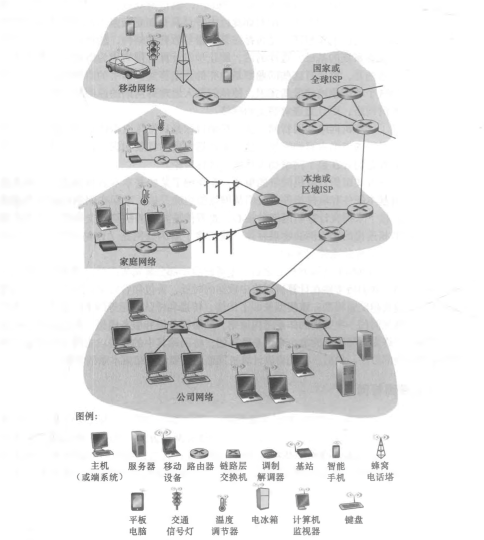 国家或
全球ISP
移动网络
本地或
区域ISP
家庭网络
公司网络
图例：
主机
（或端系统）
服务器
移动
设备
路由器
链路层
交换机
调制
解调器
基站
智能
手机
蜂窝
电话塔
平板
电脑
交通
信号灯
温度
调节器
电冰箱
计算机
监视器
键盘